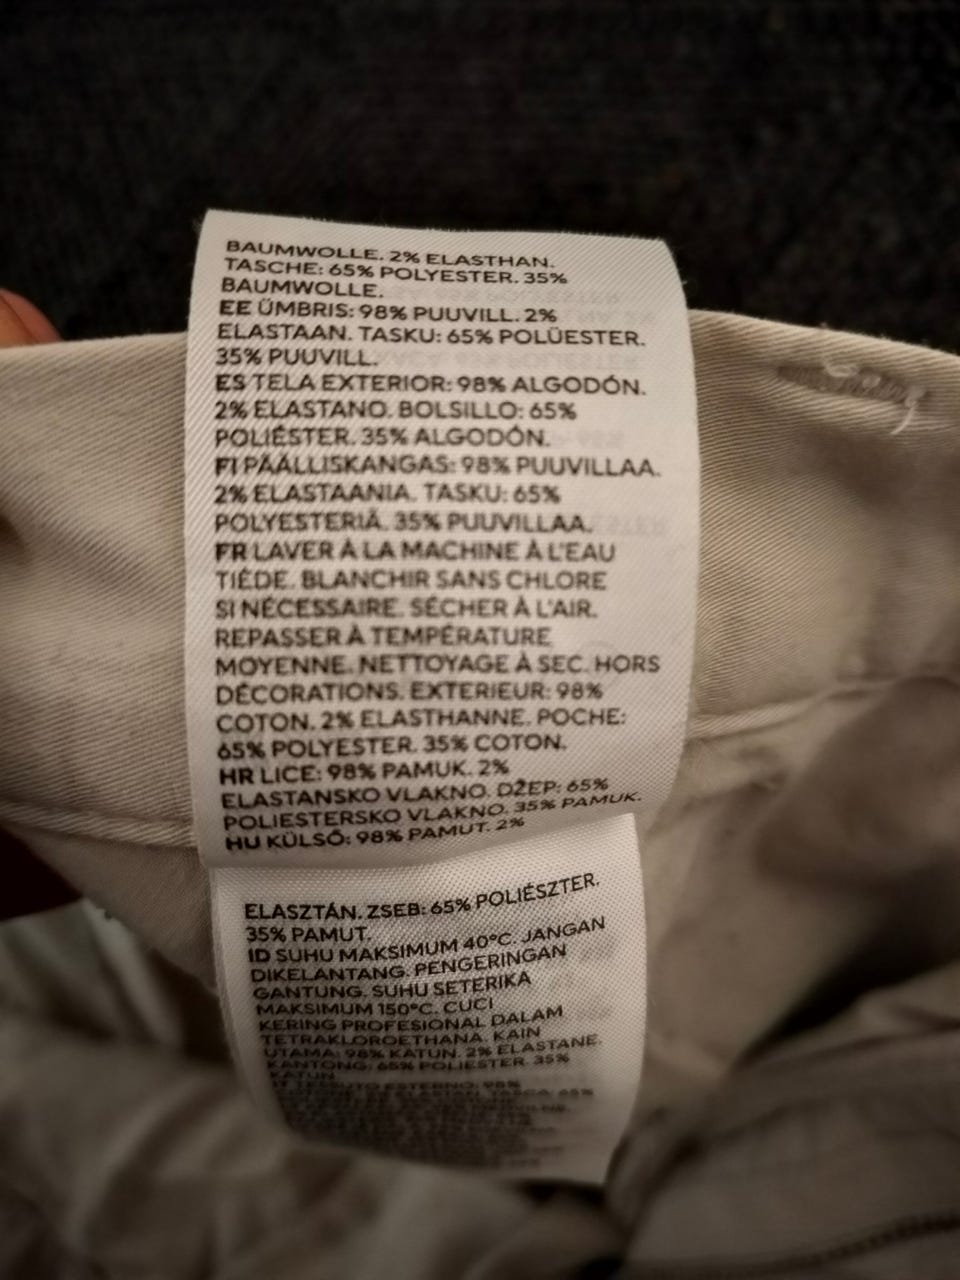 BAUMWOLLE. 2% ELASTHAN.
TASCHE: 65% POLYESTER. 35%
BAUMWOLLE.
EE ÜMBRIS: 98% PUUVILL. 2%
ELASTAAN. TASKU: 65% POLÜESTER.
35% PUUVILL.
ES TELA EXTERIOR: 98% ALGODÓN.
2% ELASTANO. BOLSILLO: 65%
POLIÉSTER. 35% ALGODÓN.
FI PÄÄLLISKANGAS: 98% PUUVILLAA.
2% ELASTAANIA. TASKU: 65%
POLYESTERIÄ. 35% PUUVILLAA.
FR LAVER À LA MACHINE À L'EAU
TIÉDE. BLANCHIR SANS CHLORE
SI NÉCESSAIRE. SÉCHER À L'AIR.
REPASSER À TEMPÉRATURE
MOYENNE. NETTOYAGE À SEC. HORS
DÉCORATIONS. EXTERIEUR: 98%
COTON. 2% ELASTHANNE. POCHE:
65% POLYESTER. 35% COTON.
HR LICE: 98% PAMUK. 2%
ELASTANSKO VLAKNO. DŽEP: 65%
POLIESTERSKO VLAKNO. 35% PAMUK.
HU KÜLSŐ: 98% PAMUT. 2%
ELASZTÁN. ZSEB: 65% POLIÉSZTER.
35% PAMUT.
ID SUHU MAKSIMUM 40°C. JANGAN
DIKELANTANG. PENGERINGAN
GANTUNG. SUHU SETERIKA
MAKSIMUM 150°C. CUCI
KERING PROFESIONAL DALAM
TETRAKLOROETHANA. KAIN
UTAMA: 98% KATUN. 2% ELASTANE.
KANTONG: 65% POLIESTER. 35%
KATUN
IT TESSUTO ESTERNO: 98%